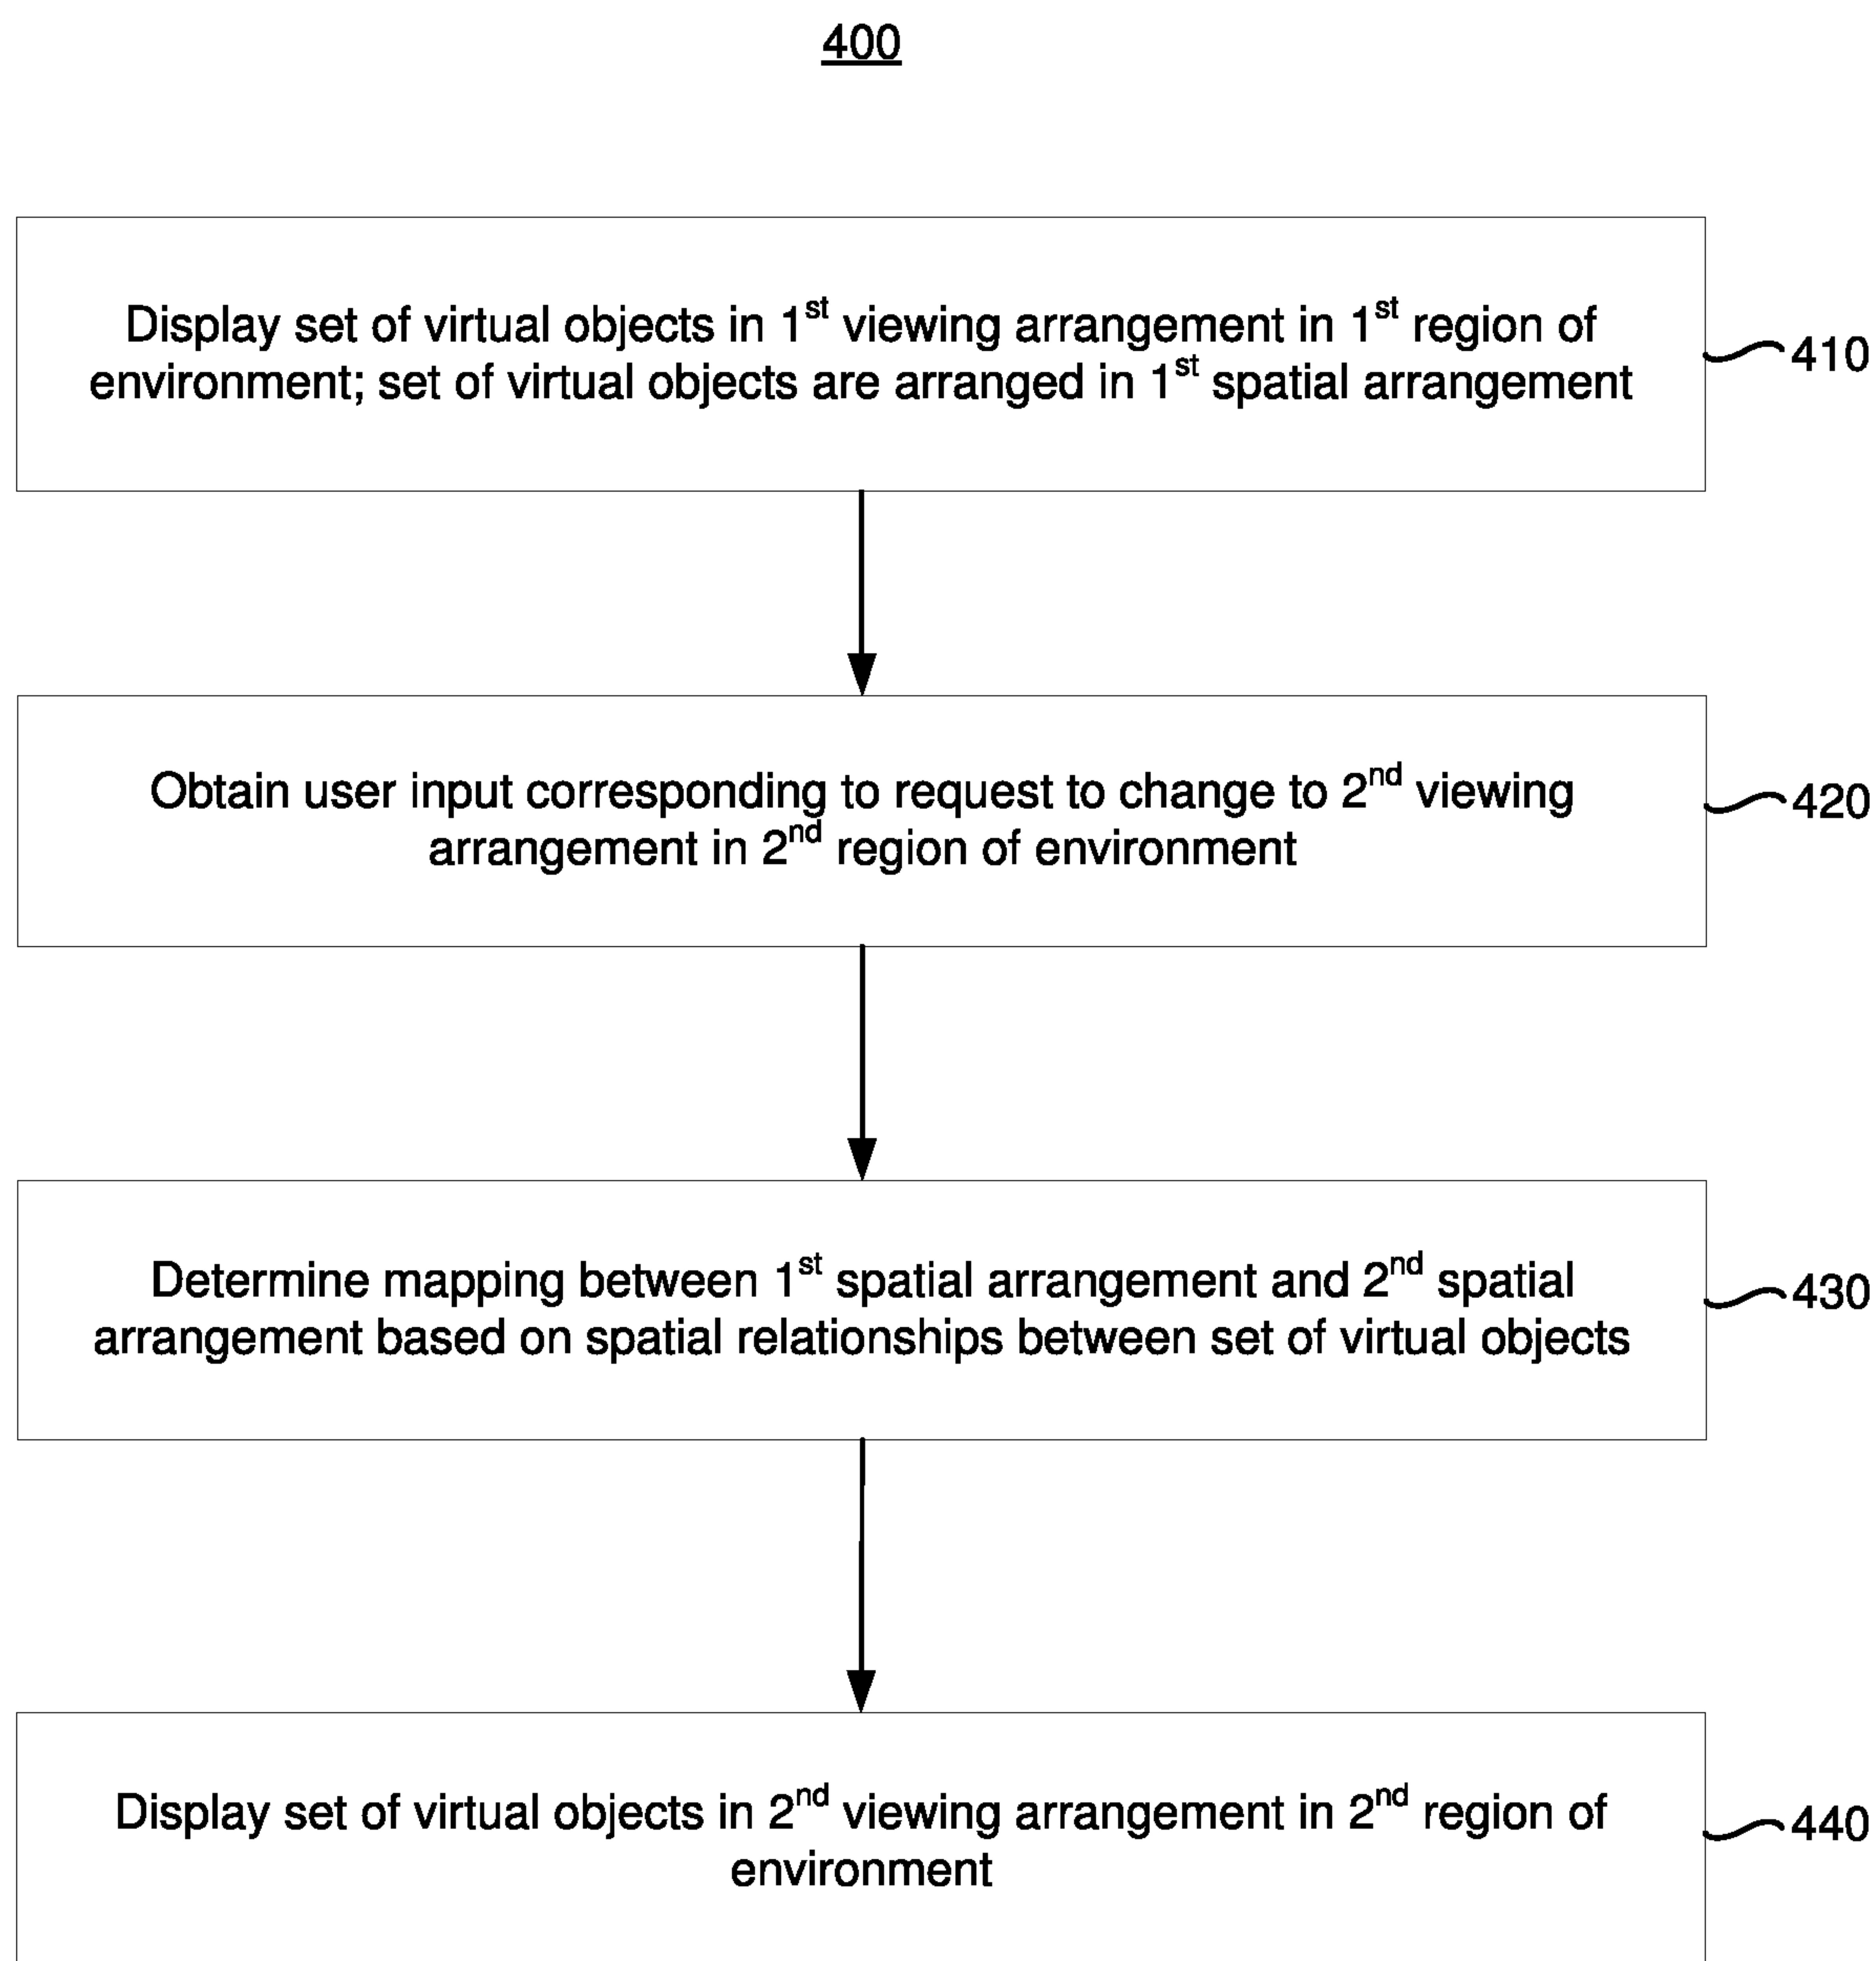 400
Display set of virtual objects in 1st viewing arrangement in 1st region of
environment; set of virtual objects are arranged in 1st spatial arrangement
410
Obtain user input corresponding to request to change to 2nd viewing
arrangement in 2nd region of environment
420
Determine mapping between 1st spatial arrangement and 2nd spatial
arrangement based on spatial relationships between set of virtual objects
430
Display set of virtual objects in 2nd viewing arrangement in 2nd region of
environment
440